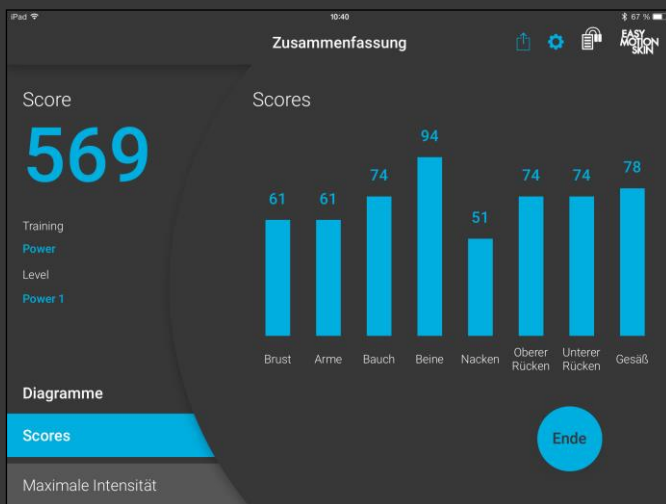 iPad 10:40 67 %
Zusammenfassung
EASY
MOTION
SKIN
Score
569
Training
Power
Level
Power 1
Diagramme
Scores
Maximale Intensität
Scores
61 61 74 94 51 74 74 78
Brust Arme Bauch Beine Nacken Oberer Rücken Unterer Rücken Gesäß
Ende